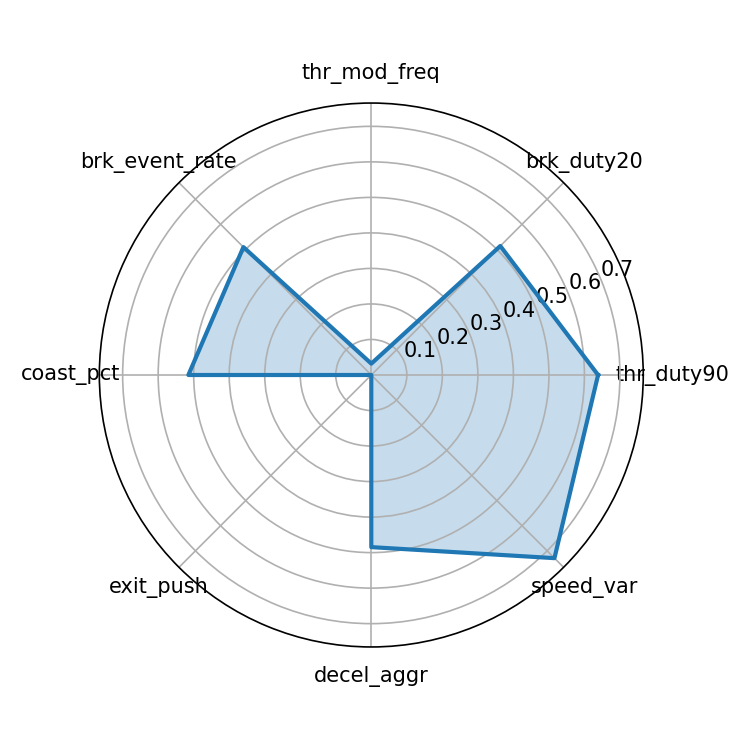 thr_mod_freq
brk_event_rate
brk_duty20
0.7
0.6
0.5
0.4
0.3
0.2
0.1
coast_pct
thr_duty90
exit_push
speed_var
decel_aggr